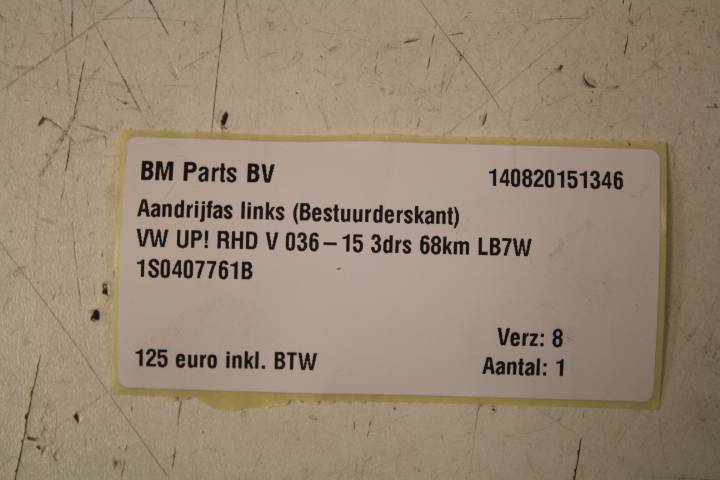 BM Parts BV 140820151346
Aandrijfas links (Bestuurderskant)
VW UP! RHD V 036-15 3drs 68km LB7W
1S0407761B
Verz: 8
125 euro inkl. BTW Aantal: 1